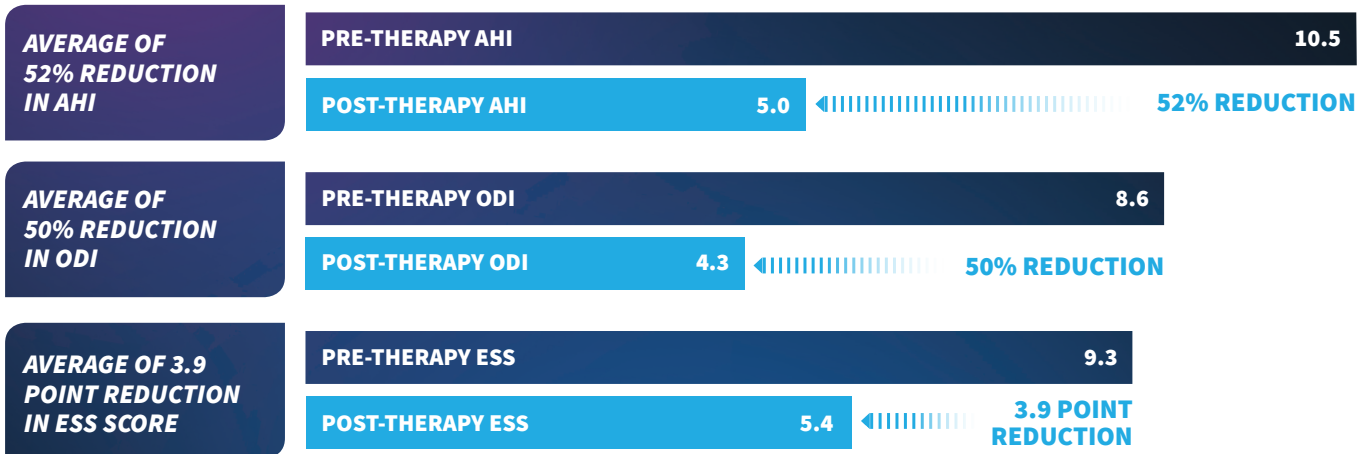 AVERAGE OF
52% REDUCTION
IN AHI
PRE-THERAPY AHI 10.5
POST-THERAPY AHI 5.0
52% REDUCTION
AVERAGE OF
50% REDUCTION
IN ODI
PRE-THERAPY ODI 8.6
POST-THERAPY ODI 4.3
50% REDUCTION
AVERAGE OF 3.9
POINT REDUCTION
IN ESS SCORE
PRE-THERAPY ESS 9.3
POST-THERAPY ESS 5.4
3.9 POINT
REDUCTION